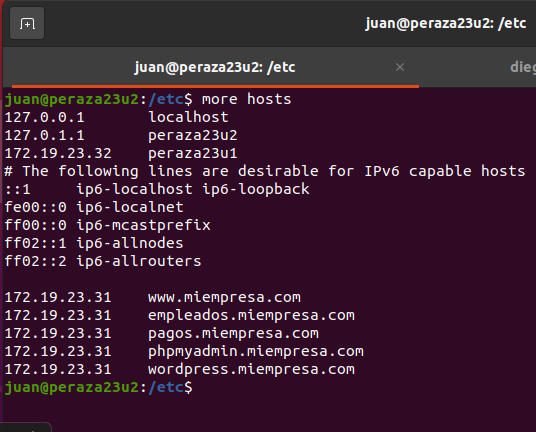 juan@peraza23u2: /etc
juan@peraza23u2: /etc × dieg
juan@peraza23u2:/etc$ more hosts
127.0.0.1 localhost
127.0.1.1 peraza23u2
172.19.23.32 peraza23u1
# The following lines are desirable for IPv6 capable hosts
::1 ip6-localhost ip6-loopback
fe00::0 ip6-localnet
ff00::0 ip6-mcastprefix
ff02::1 ip6-allnodes
ff02::2 ip6-allrouters
172.19.23.31 www.miempresa.com
172.19.23.31 empleados.miempresa.com
172.19.23.31 pagos.miempresa.com
172.19.23.31 phpmyadmin.miempresa.com
172.19.23.31 wordpress.miempresa.com
juan@peraza23u2:/etc$